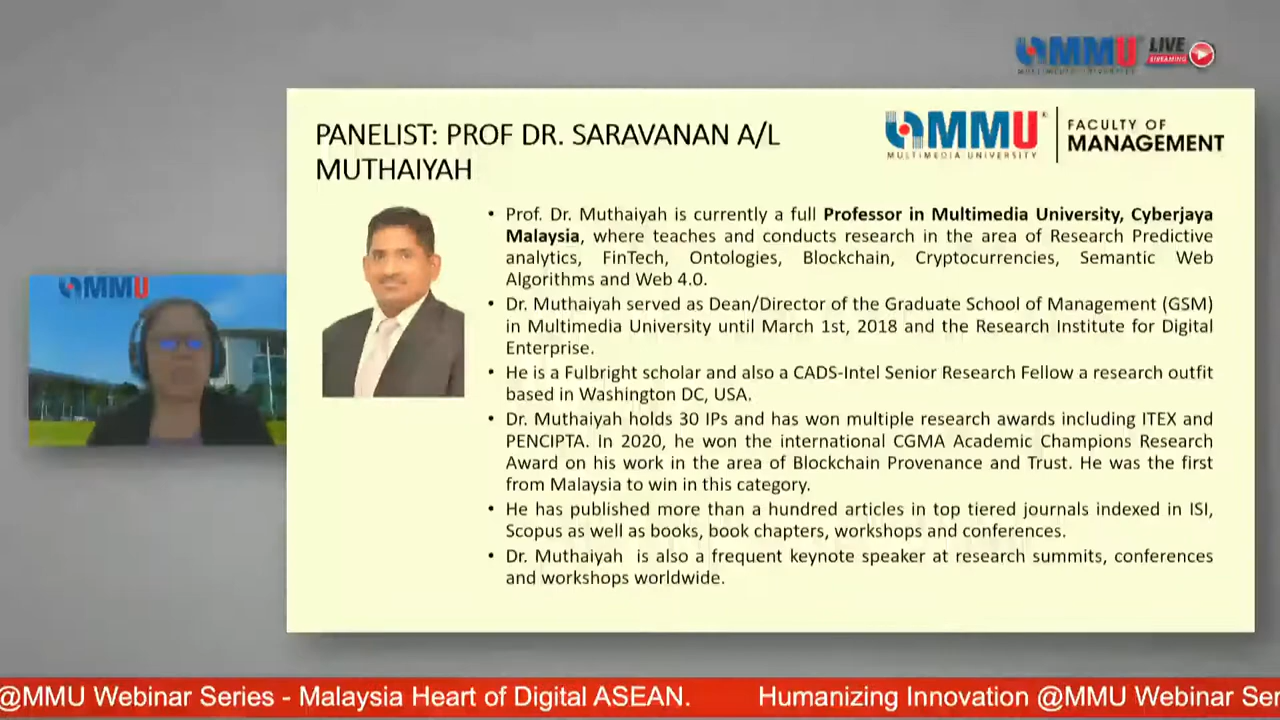 MMU LIVE
MULTIMEDIA UNIVERSITY STREAMING
PANELIST: PROF DR. SARAVANAN A/L
MUTHAIYAH
MMU
MULTIMEDIA UNIVERSITY
FACULTY OF
MANAGEMENT
• Prof. Dr. Muthaiyah is currently a full Professor in Multimedia University, Cyberjaya
Malaysia, where teaches and conducts research in the area of Research Predictive
analytics, FinTech, Ontologies, Blockchain, Cryptocurrencies, Semantic Web
Algorithms and Web 4.0.
• Dr. Muthaiyah served as Dean/Director of the Graduate School of Management (GSM)
in Multimedia University until March 1st, 2018 and the Research Institute for Digital
Enterprise.
• He is a Fulbright scholar and also a CADS-Intel Senior Research Fellow a research outfit
based in Washington DC, USA.
• Dr. Muthaiyah holds 30 IPs and has won multiple research awards including ITEX and
PENCIPTA. In 2020, he won the international CGMA Academic Champions Research
Award on his work in the area of Blockchain Provenance and Trust. He was the first
from Malaysia to win in this category.
• He has published more than a hundred articles in top tiered journals indexed in ISI,
Scopus as well as books, book chapters, workshops and conferences.
• Dr. Muthaiyah is also a frequent keynote speaker at research summits, conferences
and workshops worldwide.
MMU
@MMU Webinar Series - Malaysia Heart of Digital ASEAN. Humanizing Innovation @MMU Webinar Ser